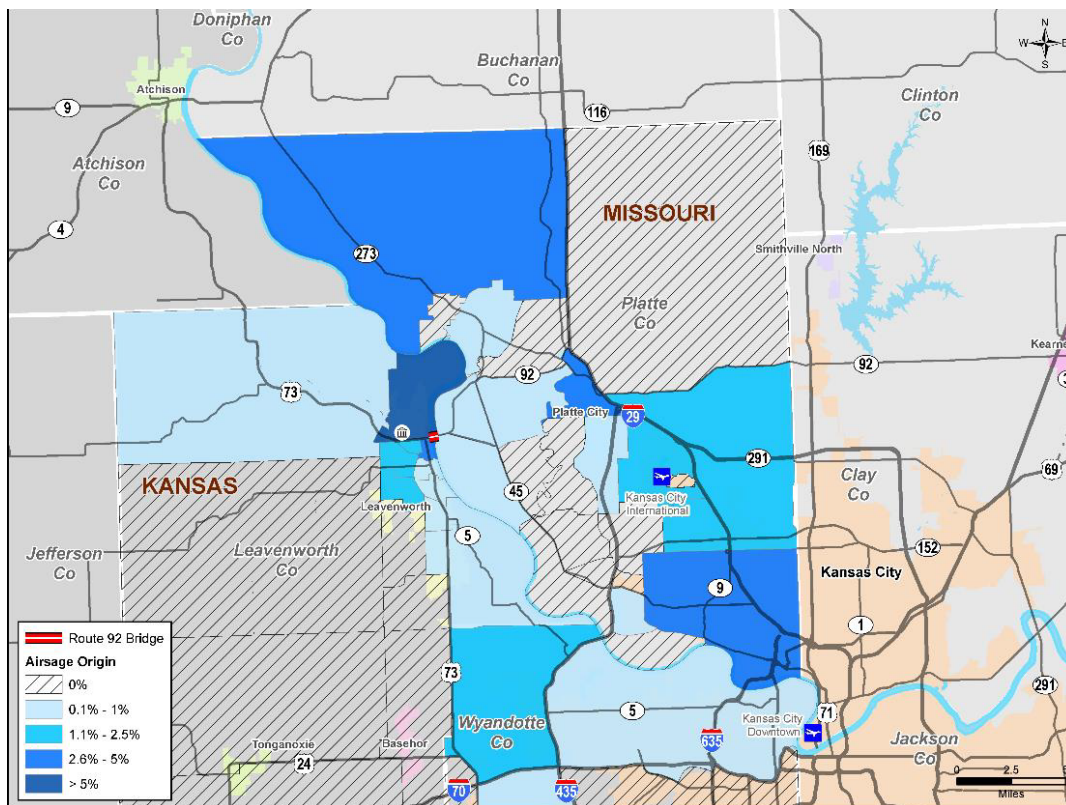 Doniphan
Co
Buchanan
Co
N
W
E
S
Atchison
Clinton
Co
9
116
169
Atchison
Co
MISSOURI
4
273
Smithville North
Platte
Co
Kearne
92
73
92
Platte City
29
291
69
KANSAS
Kansas City
International
Clay
Co
45
Leavenworth
5
152
Jefferson
Co
Leavenworth
Co
Kansas City
9
1
Route 92 Bridge
Airsage Origin
0%
0.1% - 1%
1.1% - 2.5%
2.6% - 5%
> 5%
73
291
5
71
Wyandotte
Co
635
Kansas City
Downtown
Jackson
Co
Tonganoxie
Basehor
24
70
435
0 2.5 5
Miles